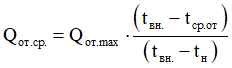 Qот.ср. = Qот.max · (tвн. − tср.от) / (tвн. − tн)